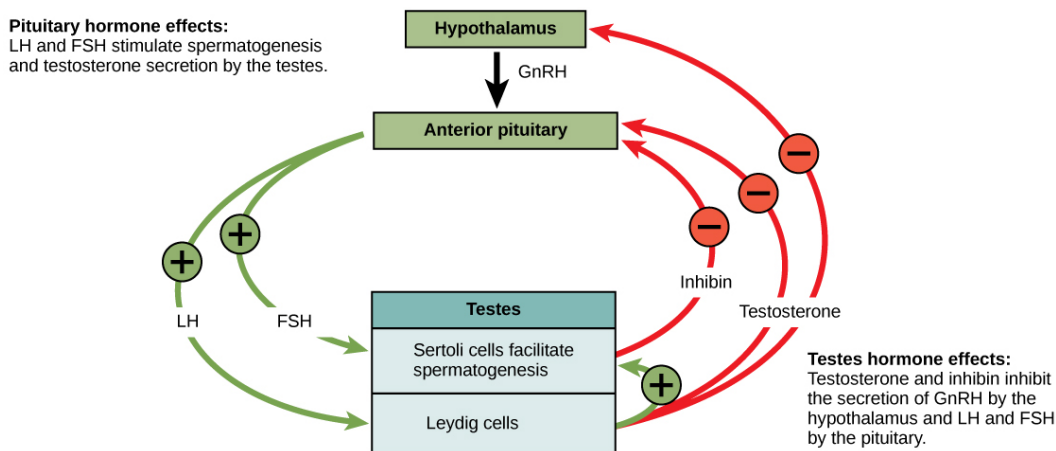 Pituitary hormone effects:
LH and FSH stimulate spermatogenesis
and testosterone secretion by the testes.
Hypothalamus
GnRH
Anterior pituitary
+
+
−
−
−
LH
FSH
Inhibin
Testosterone
Testes
Sertoli cells facilitate
spermatogenesis
+
Leydig cells
Testes hormone effects:
Testosterone and inhibin inhibit
the secretion of GnRH by the
hypothalamus and LH and FSH
by the pituitary.